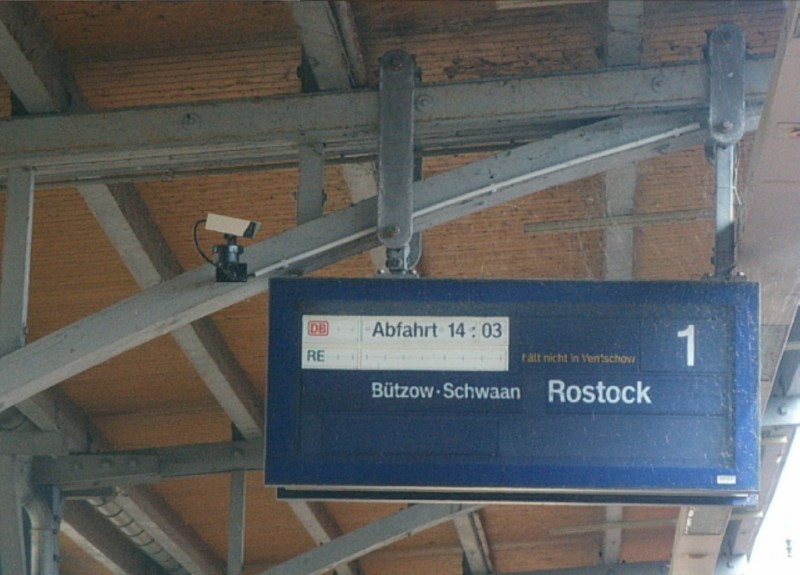 DB Abfahrt 14:03
RE
hält nicht in Ventschow
1
Bützow·Schwaan Rostock